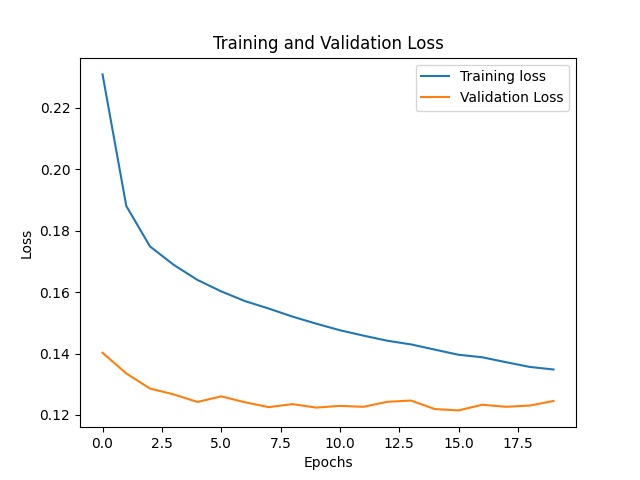 Training and Validation Loss
Training loss
Validation Loss
0.22
0.20
0.18
0.16
0.14
0.12
Loss
0.0 2.5 5.0 7.5 10.0 12.5 15.0 17.5
Epochs